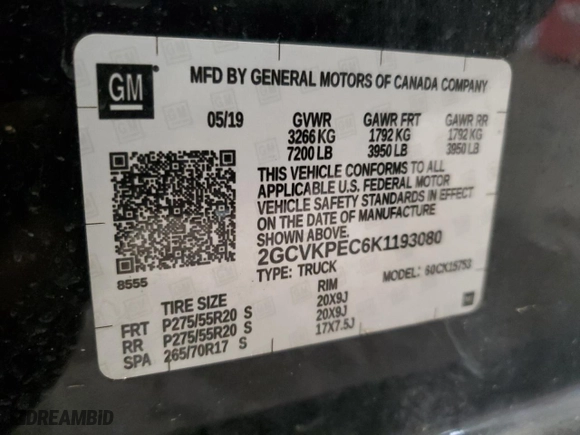 GM
MFD BY GENERAL MOTORS OF CANADA COMPANY
05/19 GVWR GAWR FRT GAWR RR
3266 KG 1792 KG 1792 KG
7200 LB 3950 LB 3950 LB
THIS VEHICLE CONFORMS TO ALL
APPLICABLE U.S. FEDERAL MOTOR
VEHICLE SAFETY STANDARDS IN EFFECT
ON THE DATE OF MANUFACTURE
SHOWN ABOVE.
2GCVKPEC6K1193080
8555 TYPE: TRUCK MODEL:
TIRE SIZE RIM
FRT P275/55R20 S 20X9J
RR P275/55R20 S 20X9J
SPA 265/70R17 S 17X7.5J
GM
DREAMBID